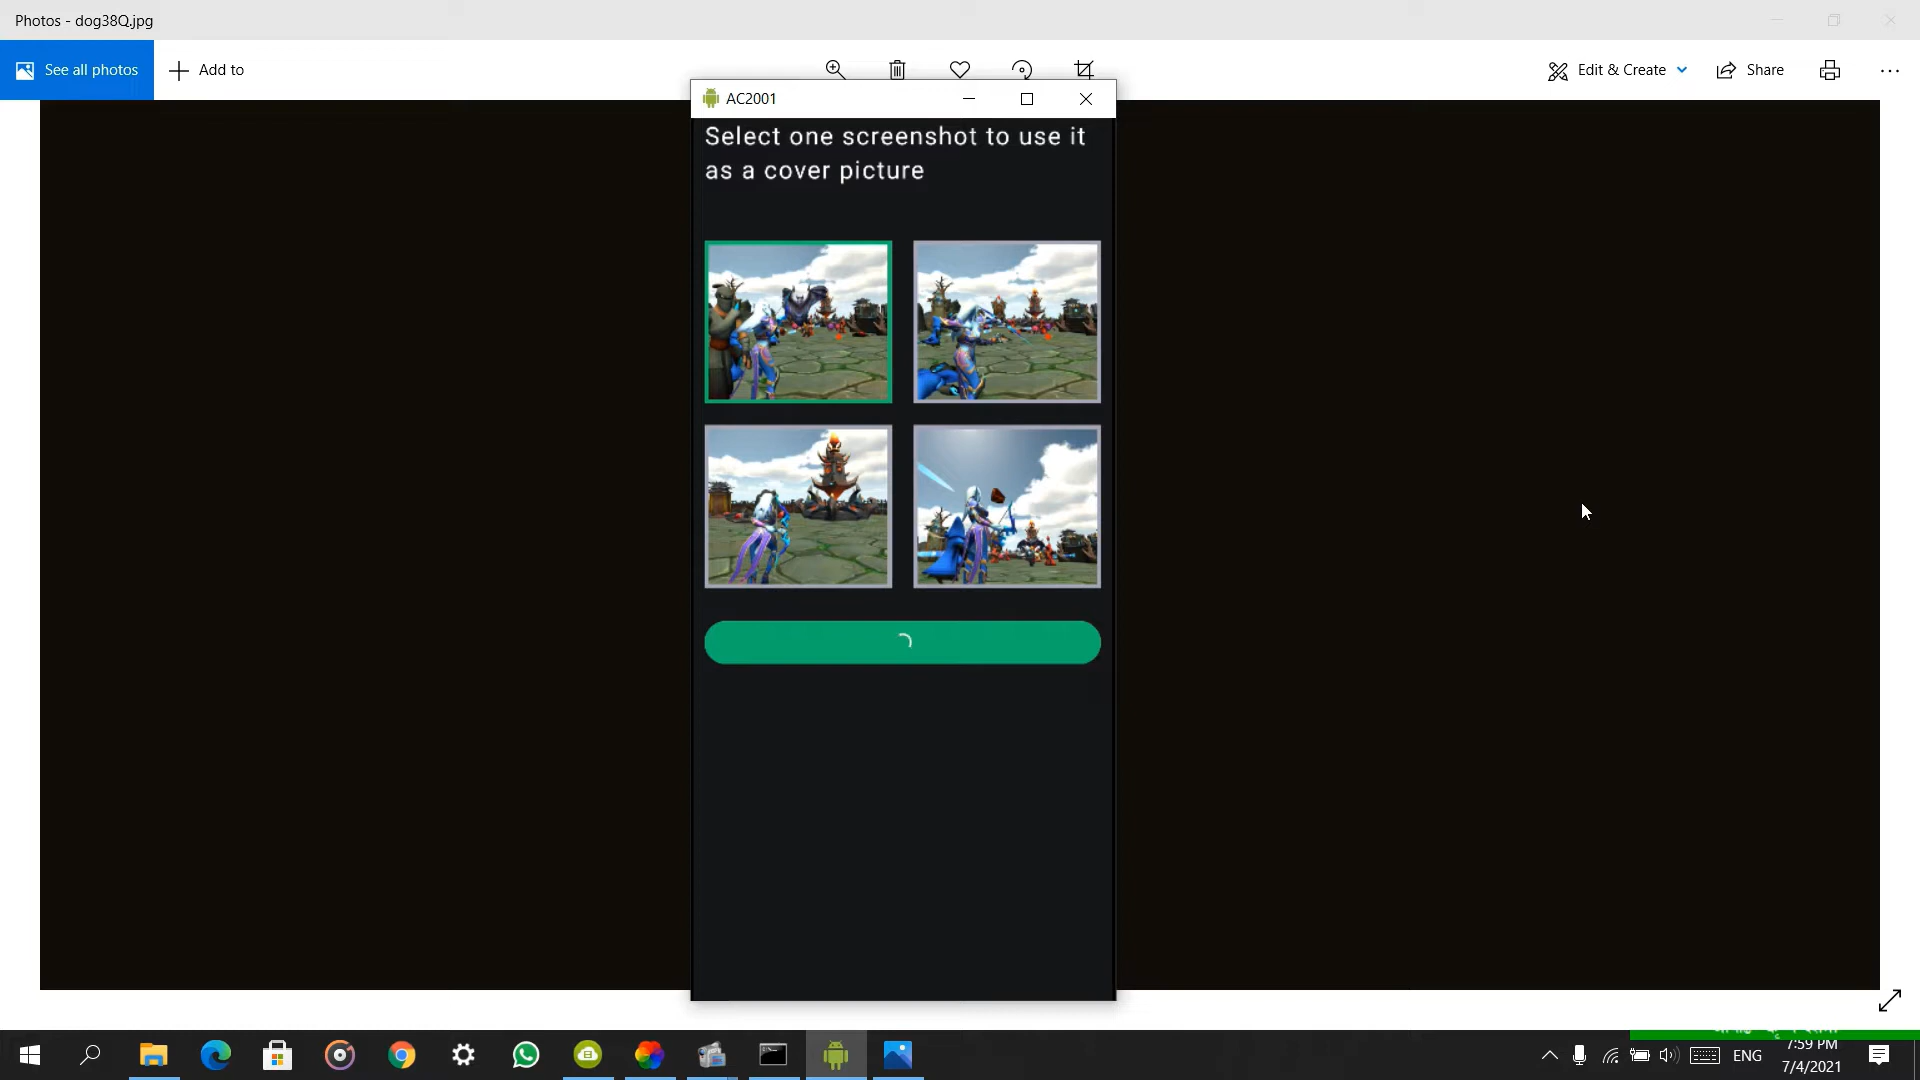 Photos - dog38Q.jpg
See all photos
Add to
Edit & Create
Share
AC2001
Select one screenshot to use it
as a cover picture
ENG
7:59 PM
7/4/2021